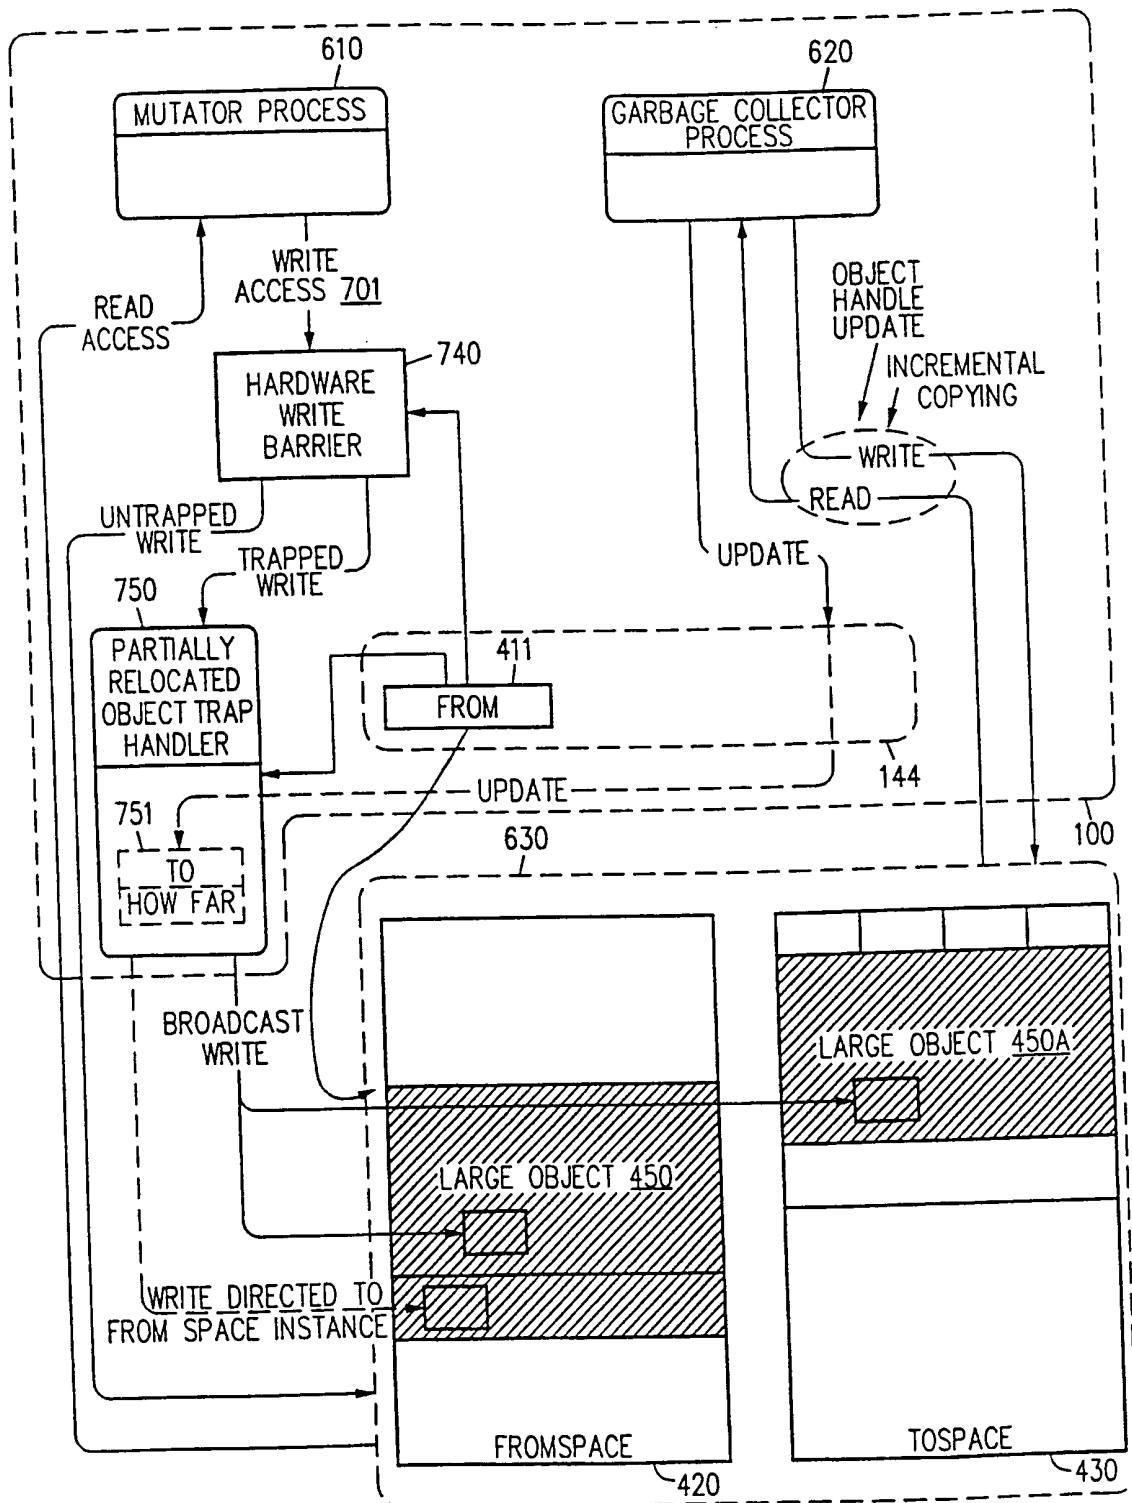 610
MUTATOR PROCESS
620
GARBAGE COLLECTOR
PROCESS
WRITE
ACCESS 701
READ
ACCESS
OBJECT
HANDLE
UPDATE
INCREMENTAL
COPYING
740
HARDWARE
WRITE
BARRIER
WRITE
READ
UNTRAPPED
WRITE
TRAPPED
WRITE
UPDATE
750
PARTIALLY
RELOCATED
OBJECT TRAP
HANDLER
411
FROM
144
UPDATE
751
TO
HOW FAR
100
630
BROADCAST
WRITE
LARGE OBJECT 450A
LARGE OBJECT 450
WRITE DIRECTED TO
FROM SPACE INSTANCE
FROMSPACE
TOSPACE
420
430